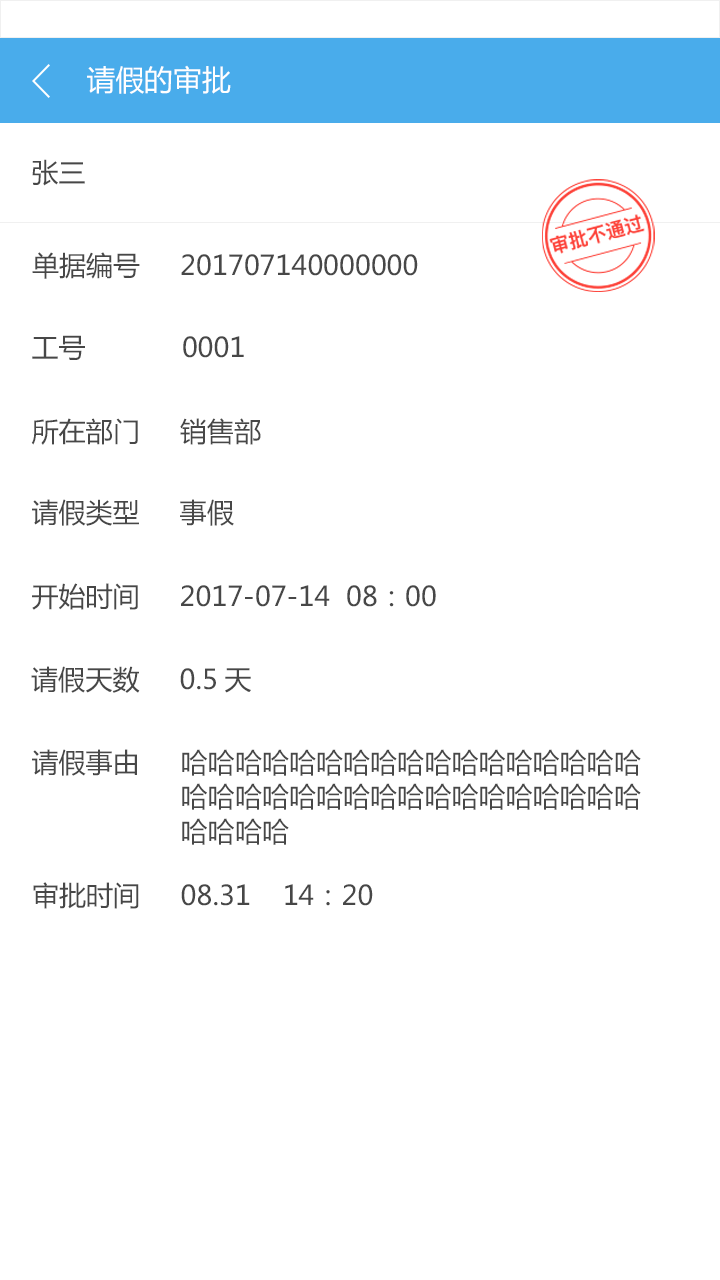 请假的审批
张三
审批不通过
单据编号 201707140000000
工号 0001
所在部门 销售部
请假类型 事假
开始时间 2017-07-14 08：00
请假天数 0.5 天
请假事由 哈哈哈哈哈哈哈哈哈哈哈哈哈哈哈哈哈
哈哈哈哈哈哈哈哈哈哈哈哈哈哈哈哈哈
哈哈哈哈
审批时间 08.31 14：20